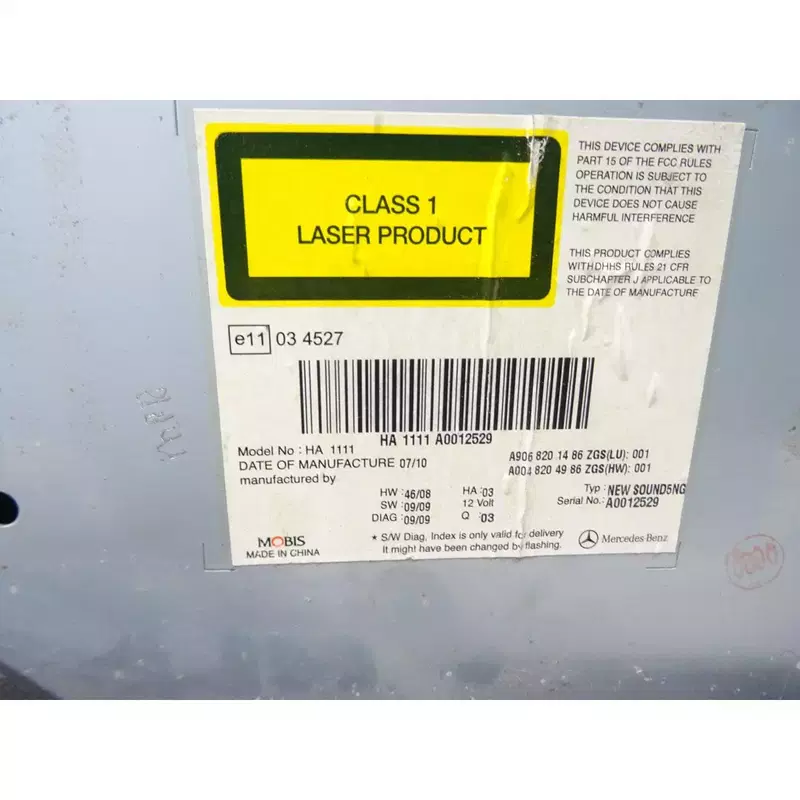 CLASS 1
LASER PRODUCT
THIS DEVICE COMPLIES WITH
PART 15 OF THE FCC RULES
OPERATION IS SUBJECT TO
THE CONDITION THAT THIS
DEVICE DOES NOT CAUSE
HARMFUL INTERFERENCE
THIS PRODUCT COMPLIES
WITH DHHS RULES 21 CFR
SUBCHAPTER J APPLICABLE TO
THE DATE OF MANUFACTURE
e11 03 4527
HA 1111 A0012529
Model No : HA 1111
DATE OF MANUFACTURE 07/10
manufactured by
A906 820 14 86 ZGS(LU): 001
A004 820 49 86 ZGS(HW): 001
HW :46/08 HA :03
SW :09/09 12 Volt
DIAG :09/09 Q :03
Typ : NEW SOUND5NG
Serial No.: A0012529
MOBIS
MADE IN CHINA
* S/W Diag, Index is only valid for delivery
It might have been changed by flashing.
Mercedes-Benz